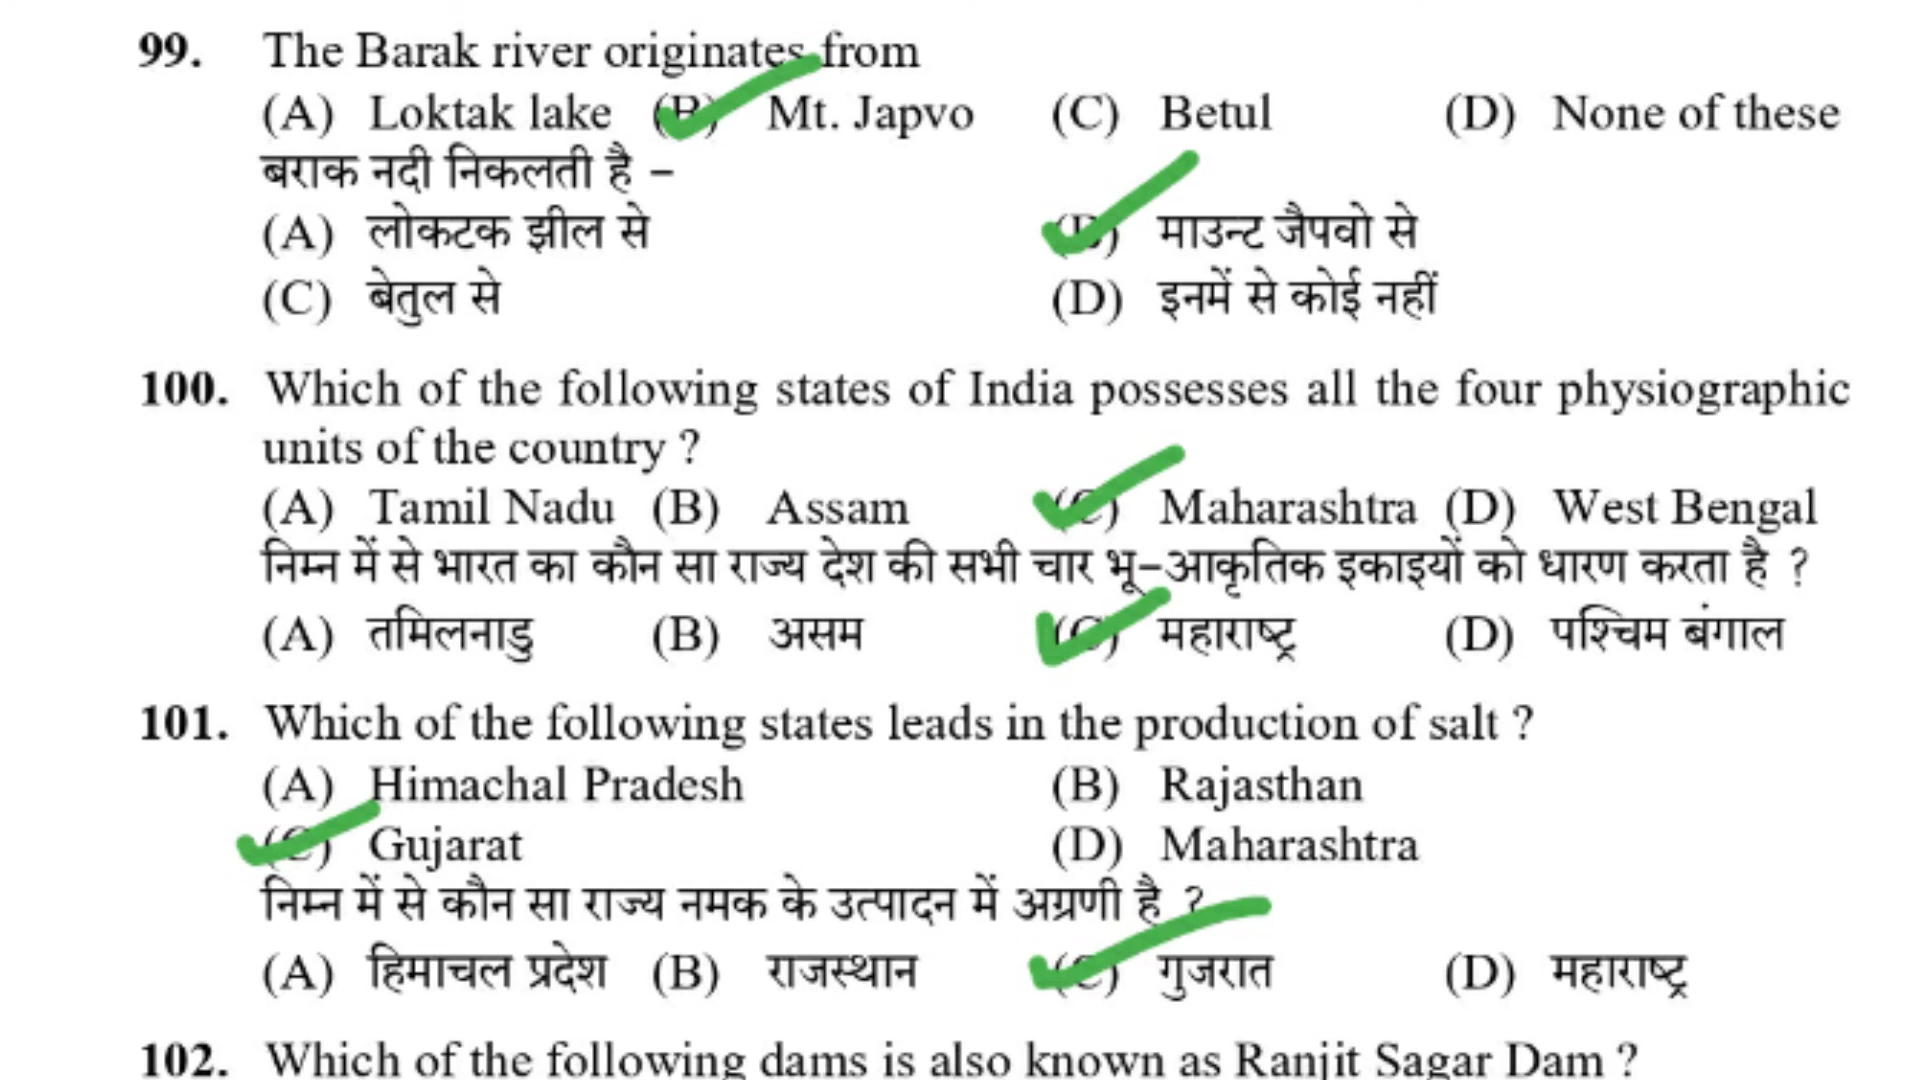 99. The Barak river originates from
(A) Loktak lake (B) Mt. Japvo (C) Betul (D) None of these
बराक नदी निकलती है –
(A) लोकटक झील से (B) माउन्ट जैपवो से
(C) बेतुल से (D) इनमें से कोई नहीं
100. Which of the following states of India possesses all the four physiographic
units of the country ?
(A) Tamil Nadu (B) Assam (C) Maharashtra (D) West Bengal
निम्न में से भारत का कौन सा राज्य देश की सभी चार भू–आकृतिक इकाइयों को धारण करता है ?
(A) तमिलनाडु (B) असम (C) महाराष्ट्र (D) पश्चिम बंगाल
101. Which of the following states leads in the production of salt ?
(A) Himachal Pradesh (B) Rajasthan
(C) Gujarat (D) Maharashtra
निम्न में से कौन सा राज्य नमक के उत्पादन में अग्रणी है ?
(A) हिमाचल प्रदेश (B) राजस्थान (C) गुजरात (D) महाराष्ट्र
102. Which of the following dams is also known as Ranjit Sagar Dam ?